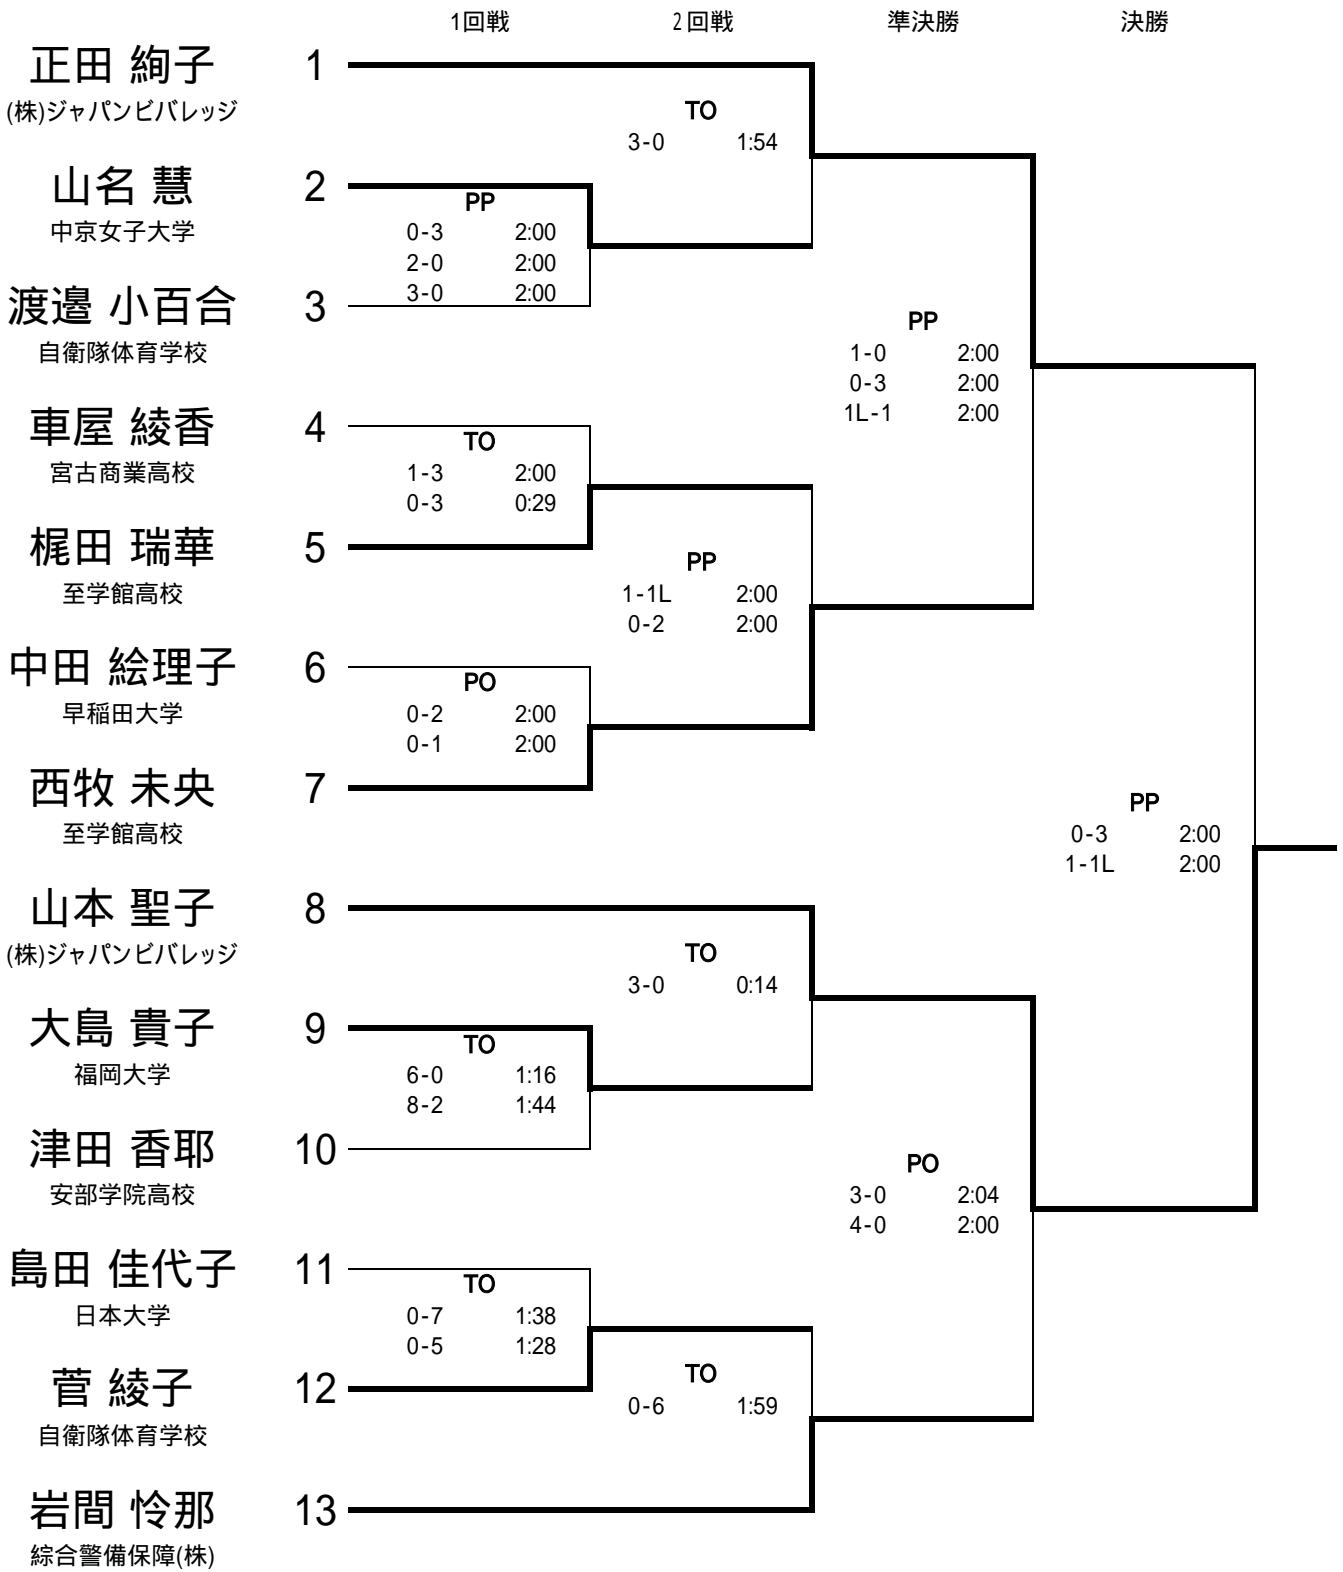 1回戦 2回戦 準決勝 決勝
正田 絢子 1
(株)ジャパンビバレッジ
TO
3-0 1:54
山名 慧 2
中京女子大学
PP
0-3 2:00
2-0 2:00
3-0 2:00
渡邉 小百合 3
自衛隊体育学校
PP
1-0 2:00
0-3 2:00
1L-1 2:00
車屋 綾香 4
宮古商業高校
TO
1-3 2:00
0-3 0:29
梶田 瑞華 5
至学館高校
PP
1-1L 2:00
0-2 2:00
中田 絵理子 6
早稲田大学
PO
0-2 2:00
0-1 2:00
西牧 未央 7
至学館高校
PP
0-3 2:00
1-1L 2:00
山本 聖子 8
(株)ジャパンビバレッジ
TO
3-0 0:14
大島 貴子 9
福岡大学
TO
6-0 1:16
8-2 1:44
津田 香耶 10
安部学院高校
PO
3-0 2:04
4-0 2:00
島田 佳代子 11
日本大学
TO
0-7 1:38
0-5 1:28
菅 綾子 12
自衛隊体育学校
TO
0-6 1:59
岩間 怜那 13
綜合警備保障(株)